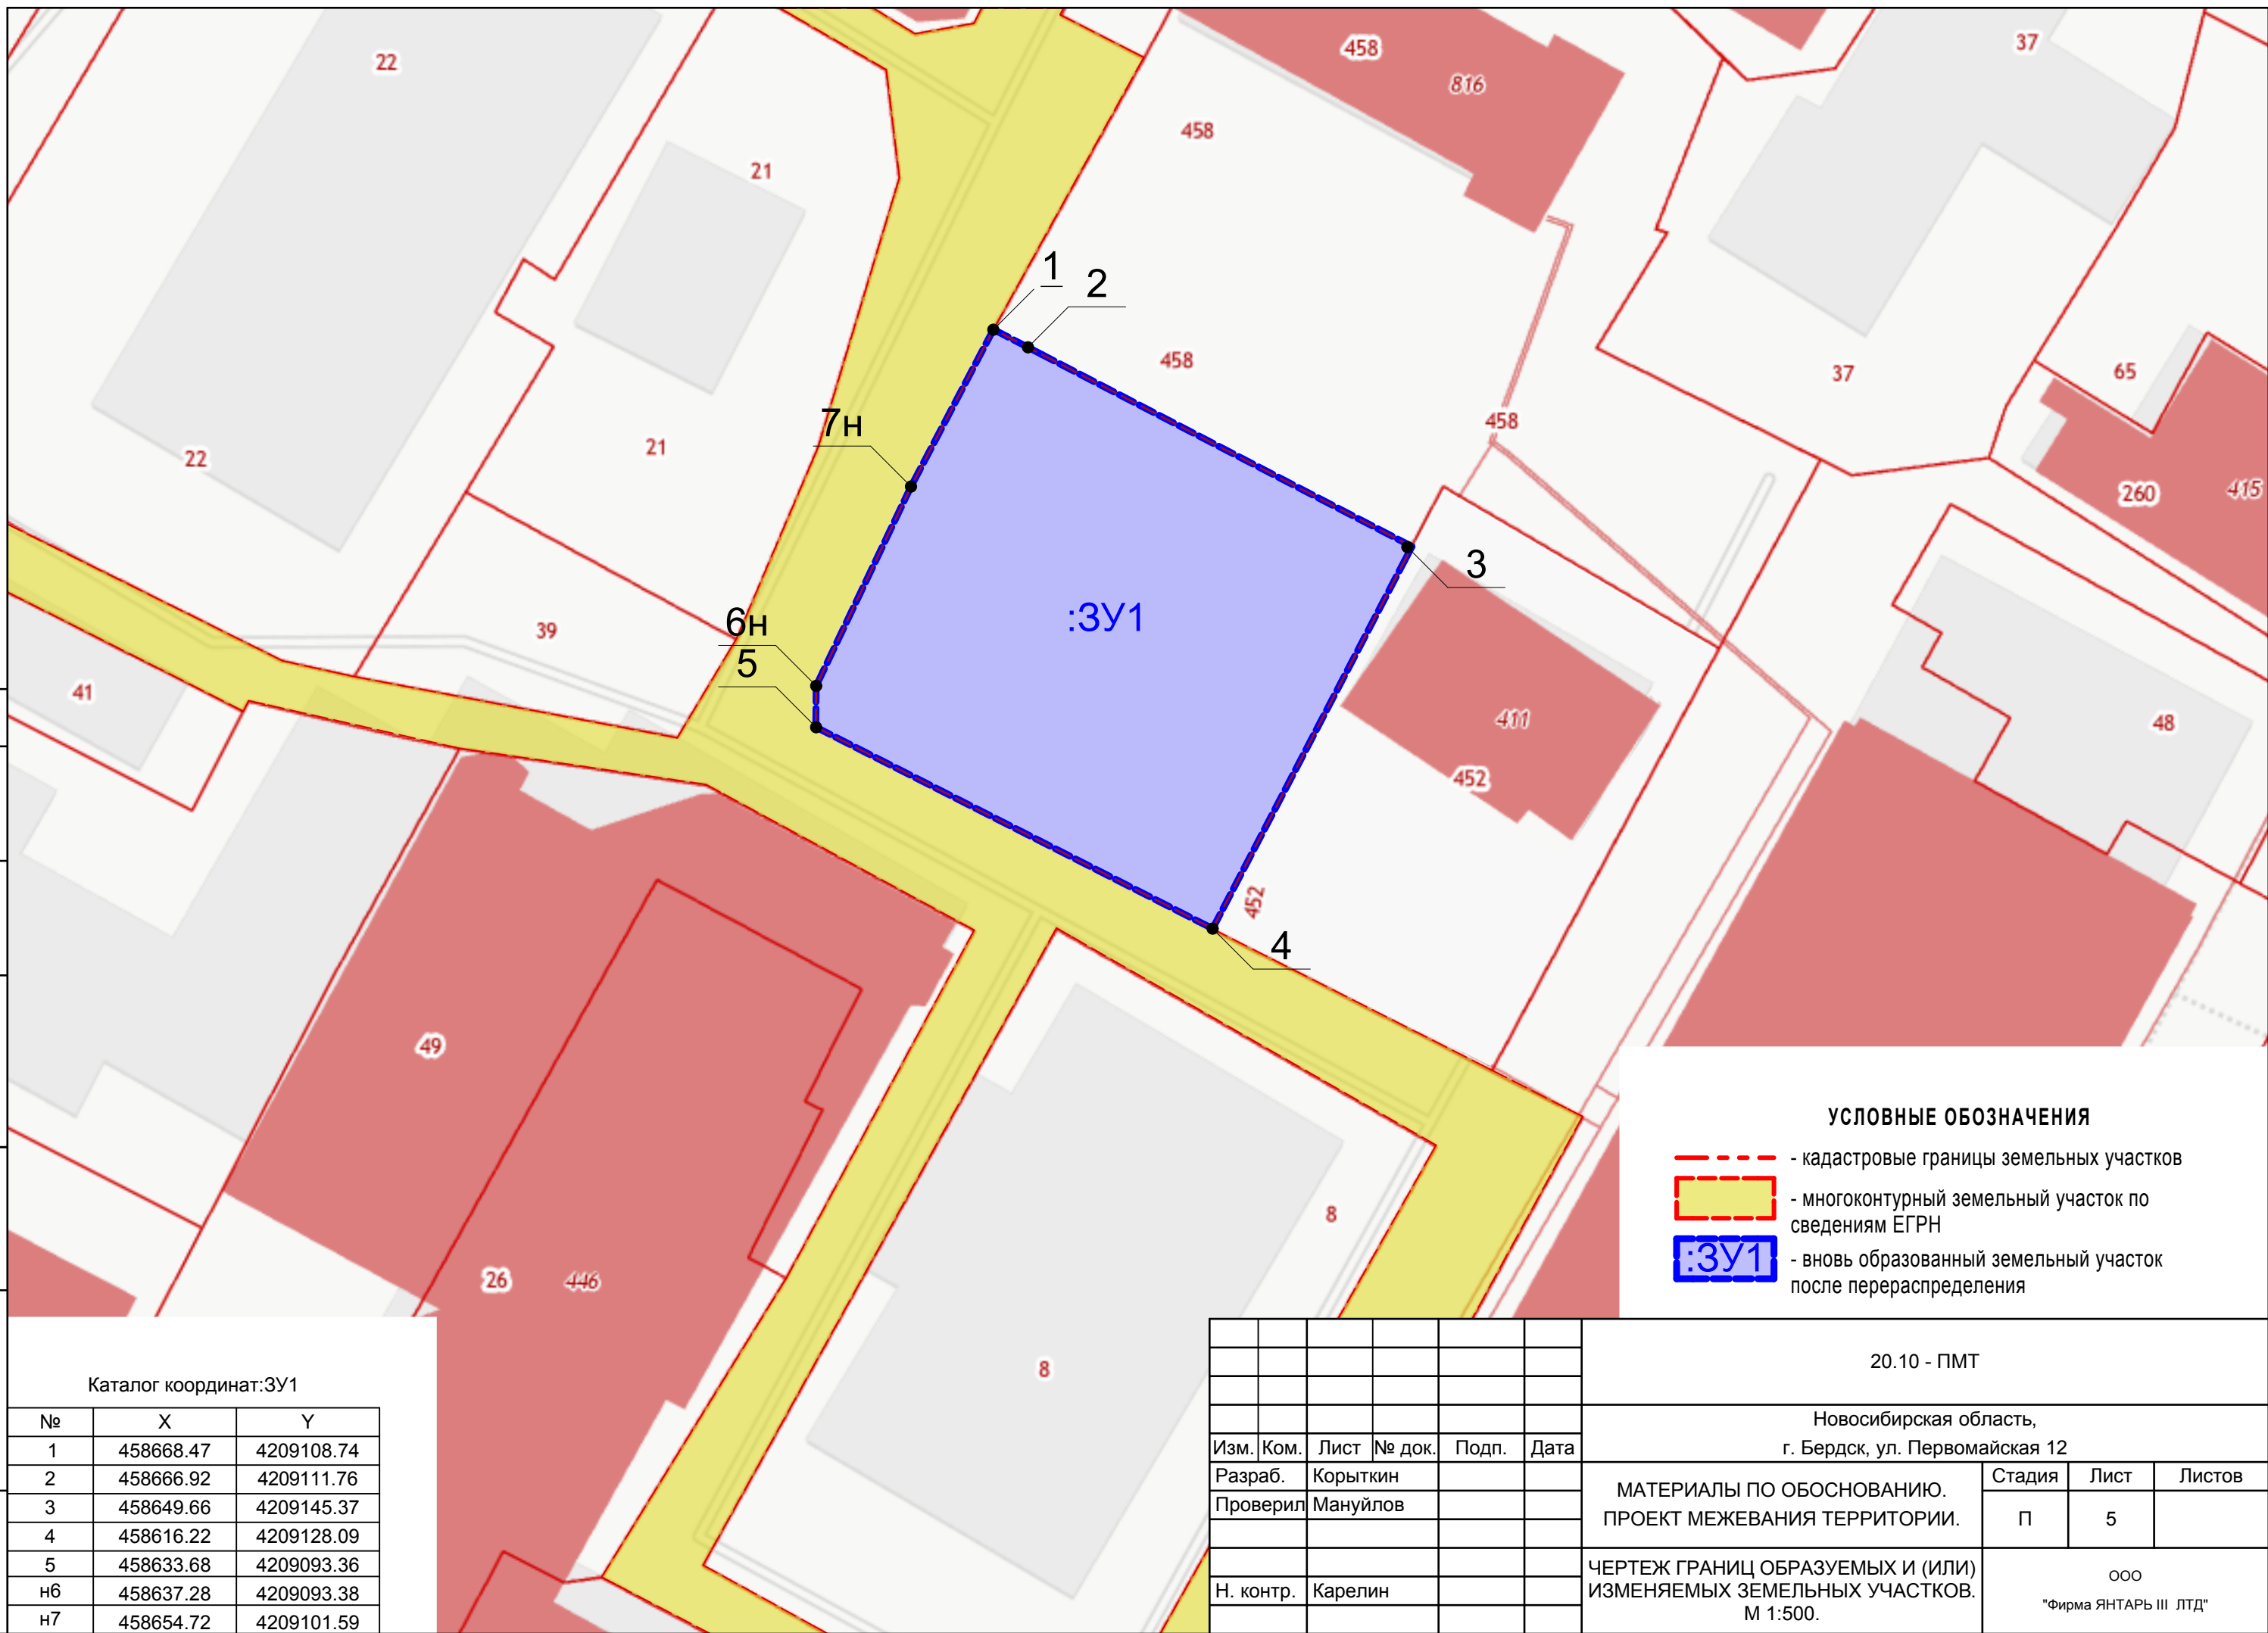 22
37
458
816
458
21
1
2
458
37
65
7н
458
21
22
260
415
3
:ЗУ1
6н
39
5
41
411
48
452
452
4
49
УСЛОВНЫЕ ОБОЗНАЧЕНИЯ
- кадастровые границы земельных участков
- многоконтурный земельный участок по
сведениям ЕГРН
:ЗУ1
- вновь образованный земельный участок
после перераспределения
8
26
446
8
Каталог координат:ЗУ1
№ X Y
1 458668.47 4209108.74
2 458666.92 4209111.76
3 458649.66 4209145.37
4 458616.22 4209128.09
5 458633.68 4209093.36
н6 458637.28 4209093.38
н7 458654.72 4209101.59
20.10 - ПМТ
Новосибирская область,
г. Бердск, ул. Первомайская 12
Изм. Ком. Лист № док. Подп. Дата
Разраб. Корыткин
Проверил Мануйлов
Н. контр. Карелин
МАТЕРИАЛЫ ПО ОБОСНОВАНИЮ.
ПРОЕКТ МЕЖЕВАНИЯ ТЕРРИТОРИИ.
Стадия Лист Листов
П 5
ЧЕРТЕЖ ГРАНИЦ ОБРАЗУЕМЫХ И (ИЛИ)
ИЗМЕНЯЕМЫХ ЗЕМЕЛЬНЫХ УЧАСТКОВ.
М 1:500.
ООО
"Фирма ЯНТАРЬ III ЛТД"